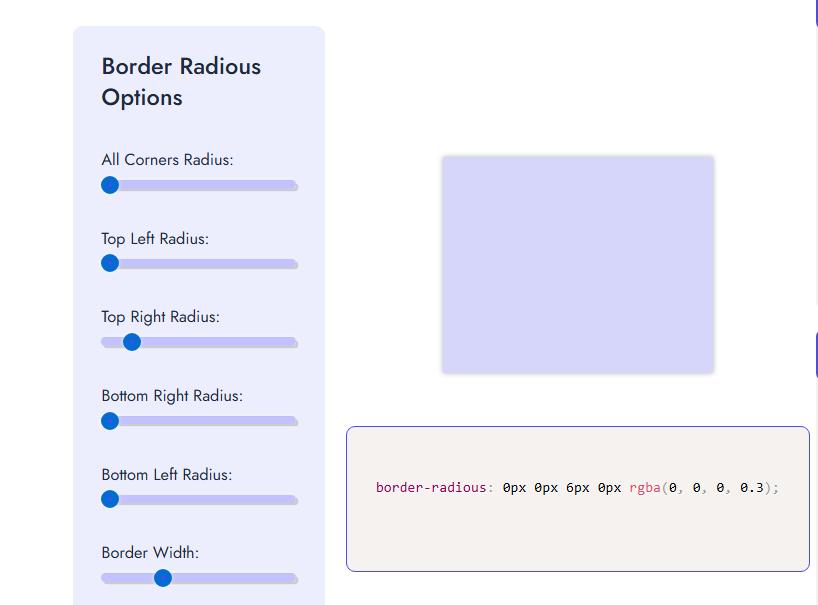 Border Radious
Options
All Corners Radius:
Top Left Radius:
Top Right Radius:
Bottom Right Radius:
Bottom Left Radius:
Border Width:
border-radious: 0px 0px 6px 0px rgba(0, 0, 0, 0.3);